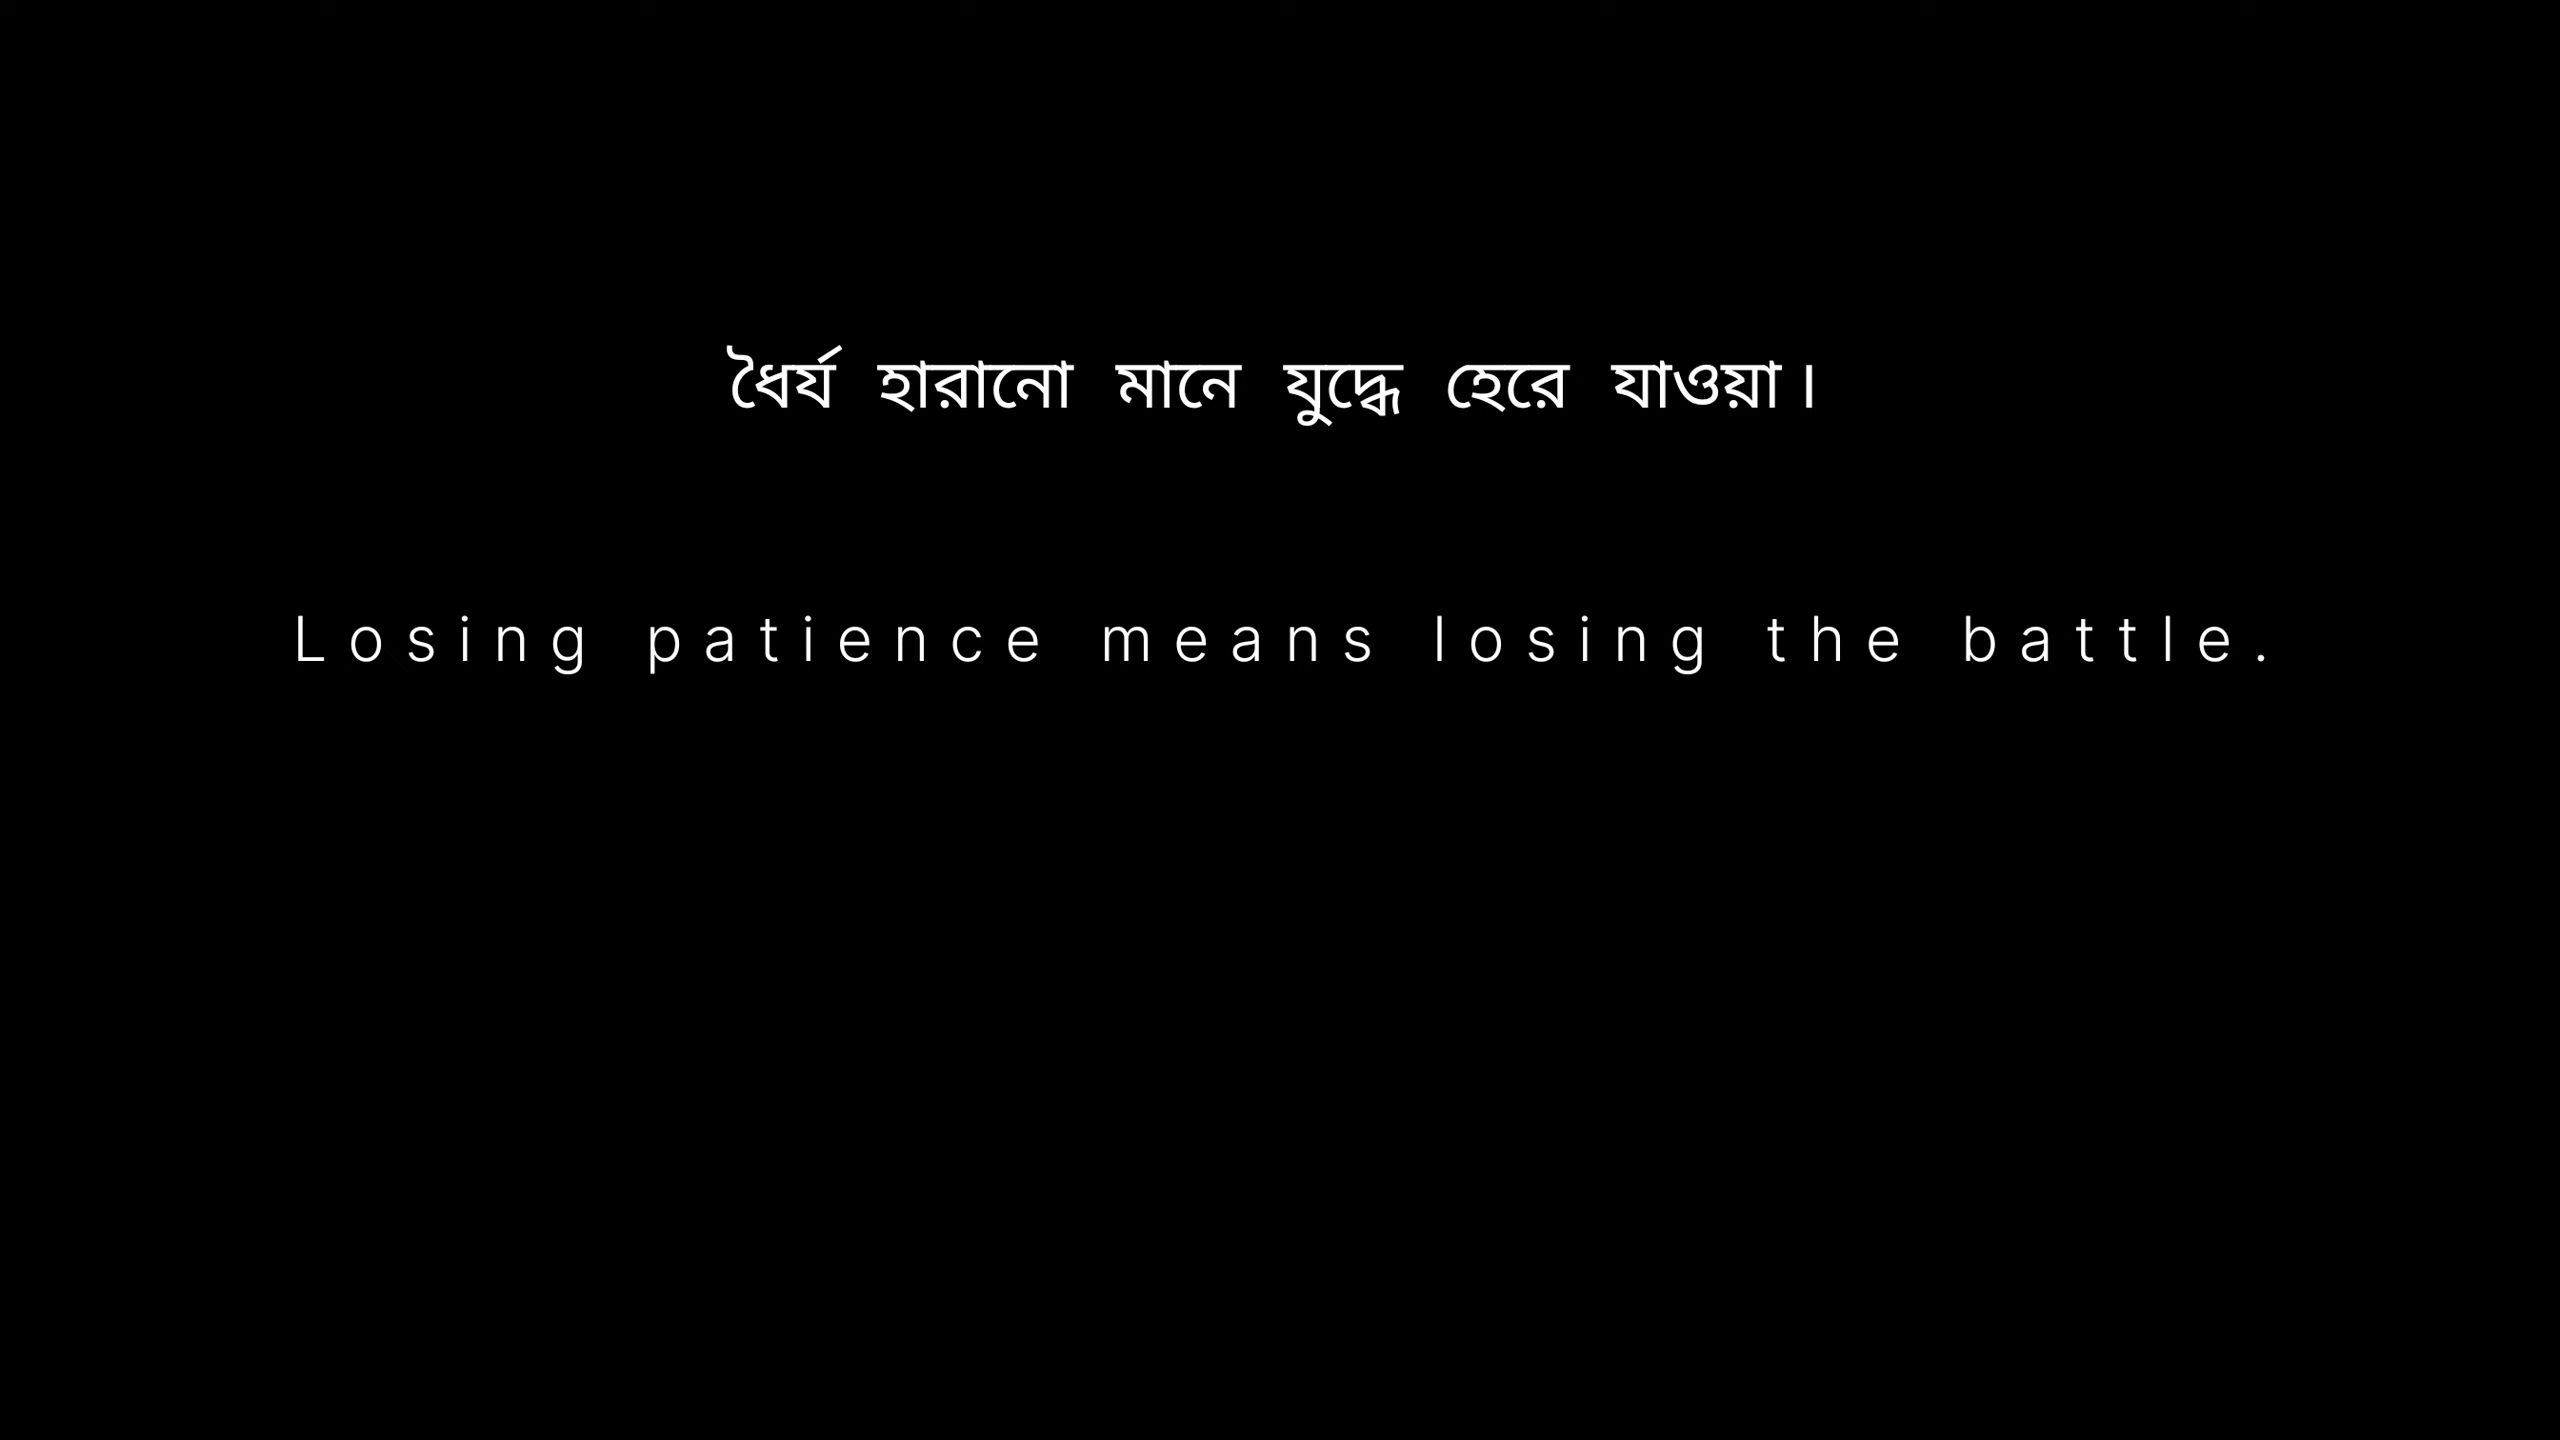 ধৈর্য হারানো মানে যুদ্ধে হেরে যাওয়া।
Losing patience means losing the battle.